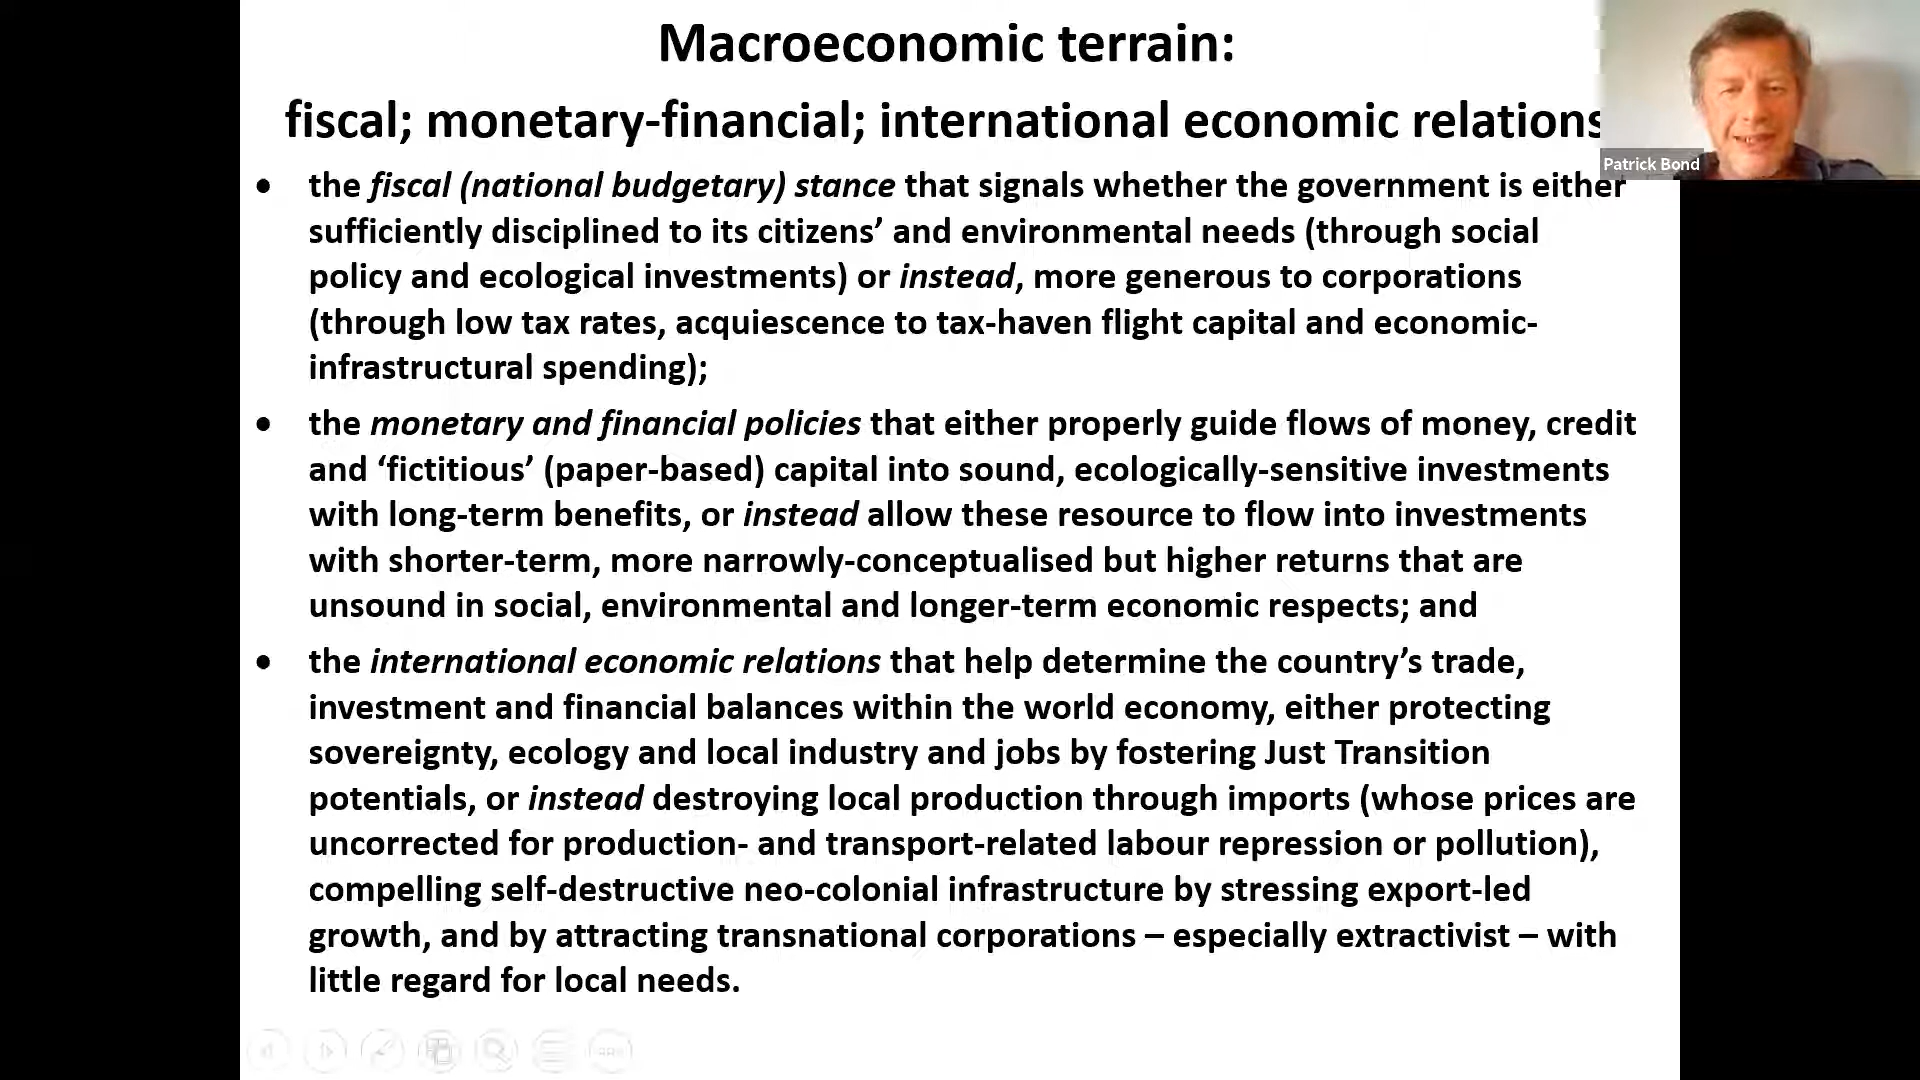 Macroeconomic terrain:
fiscal; monetary-financial; international economic relations
Patrick Bond
• the fiscal (national budgetary) stance that signals whether the government is either
sufficiently disciplined to its citizens’ and environmental needs (through social
policy and ecological investments) or instead, more generous to corporations
(through low tax rates, acquiescence to tax-haven flight capital and economic-
infrastructural spending);
• the monetary and financial policies that either properly guide flows of money, credit
and ‘fictitious’ (paper-based) capital into sound, ecologically-sensitive investments
with long-term benefits, or instead allow these resource to flow into investments
with shorter-term, more narrowly-conceptualised but higher returns that are
unsound in social, environmental and longer-term economic respects; and
• the international economic relations that help determine the country’s trade,
investment and financial balances within the world economy, either protecting
sovereignty, ecology and local industry and jobs by fostering Just Transition
potentials, or instead destroying local production through imports (whose prices are
uncorrected for production- and transport-related labour repression or pollution),
compelling self-destructive neo-colonial infrastructure by stressing export-led
growth, and by attracting transnational corporations – especially extractivist – with
little regard for local needs.